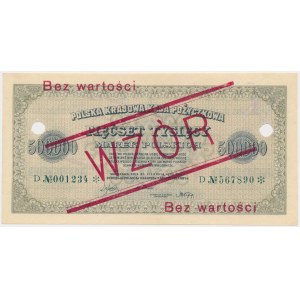 Bez wartości
POLSKA KRAJOWA KASA POŻYCZKOWA
PIĘĆSET TYSIĘCY
500000 MAREK POLSKICH 500000
WZÓR
D №001234 D №567890 ✻
Bez wartości